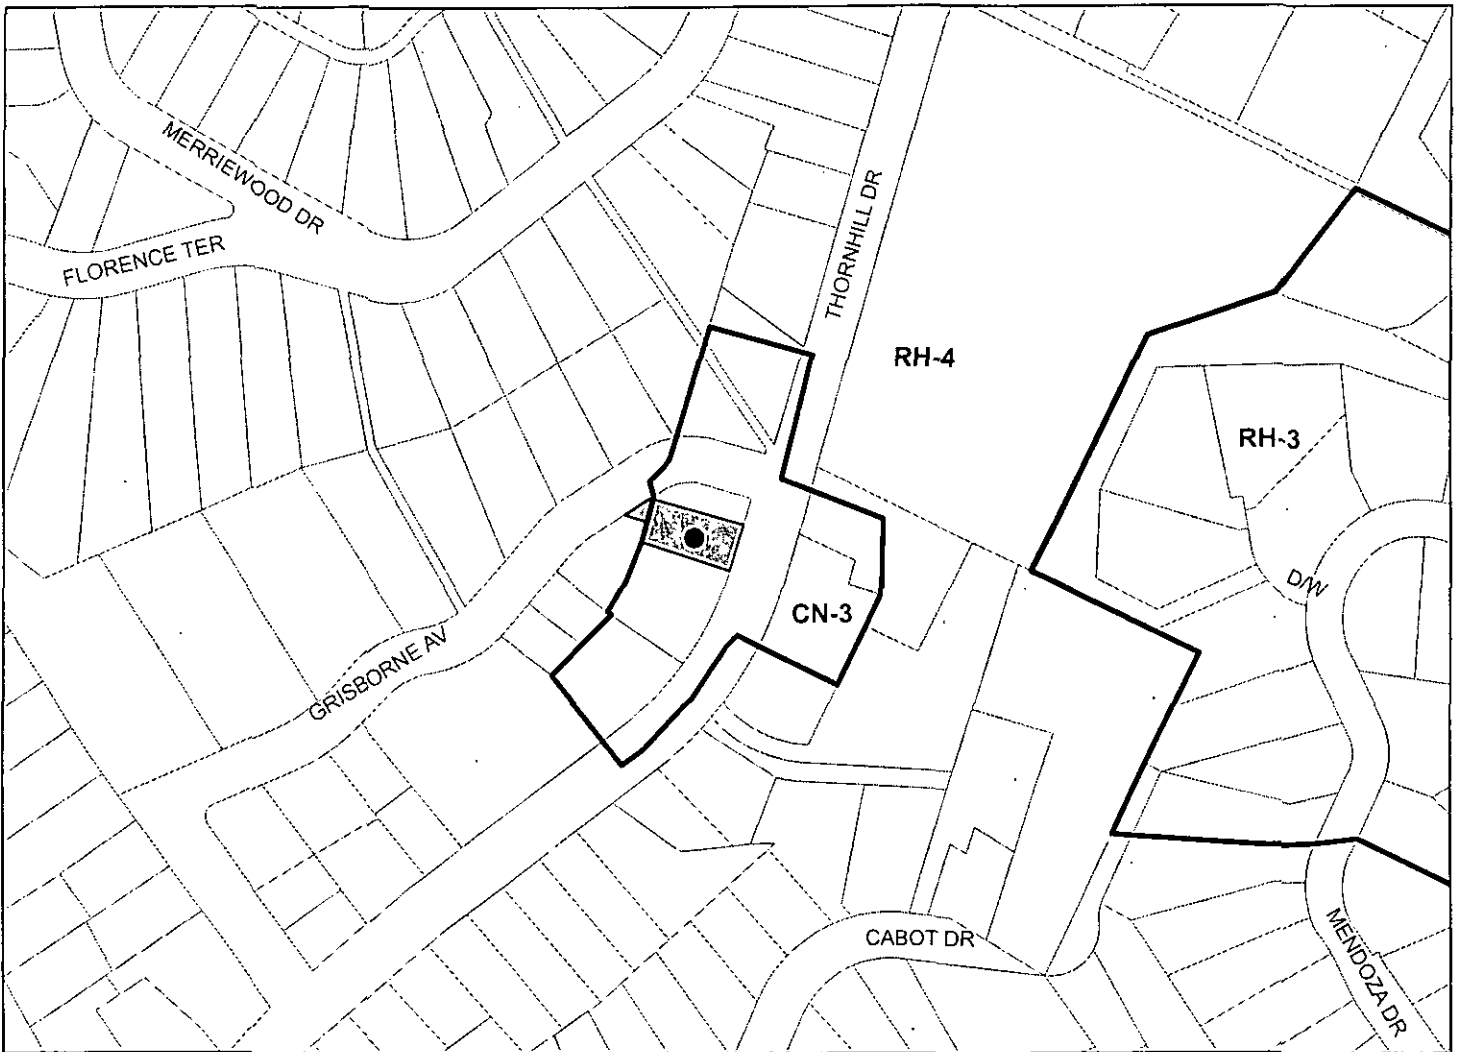 MERRIEWOOD DR
FLORENCE TER
THORNHILL DR
RH-4
RH-3
D/W
CN-3
GRISBORNE AV
CABOT DR
MENDOZA DR